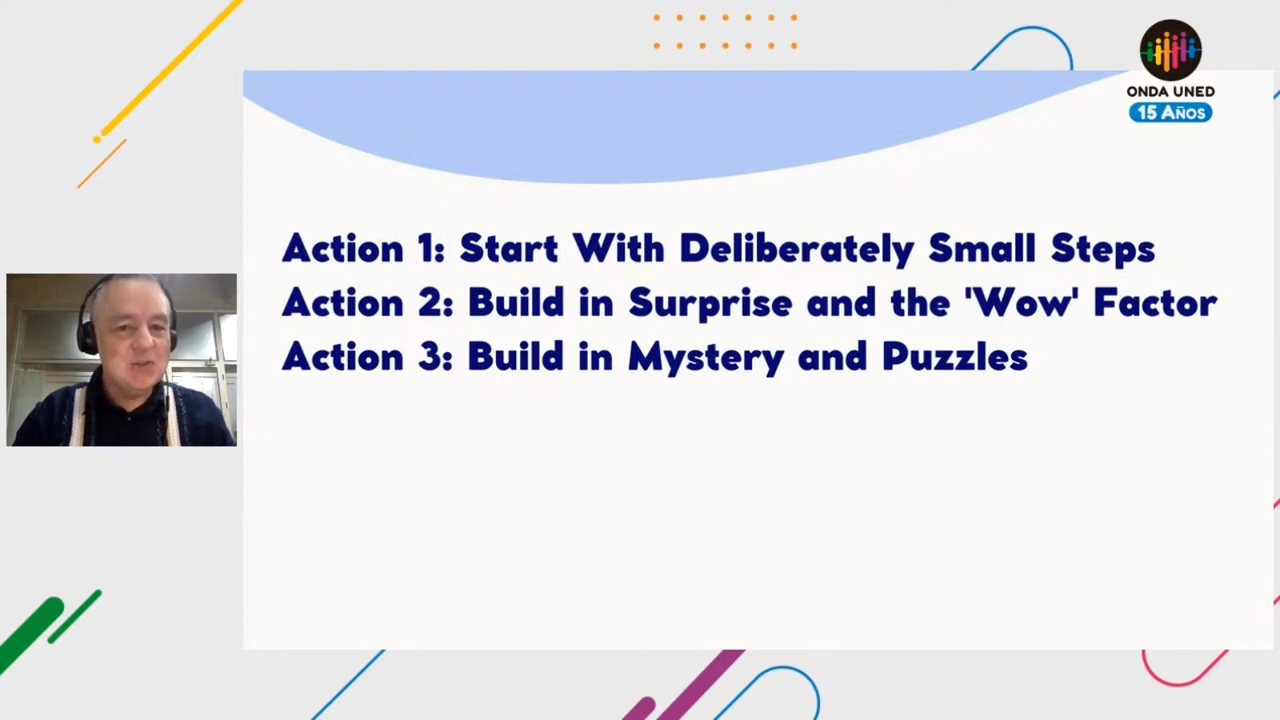 ONDA UNED
15 AÑOS
Action 1: Start With Deliberately Small Steps
Action 2: Build in Surprise and the 'Wow' Factor
Action 3: Build in Mystery and Puzzles